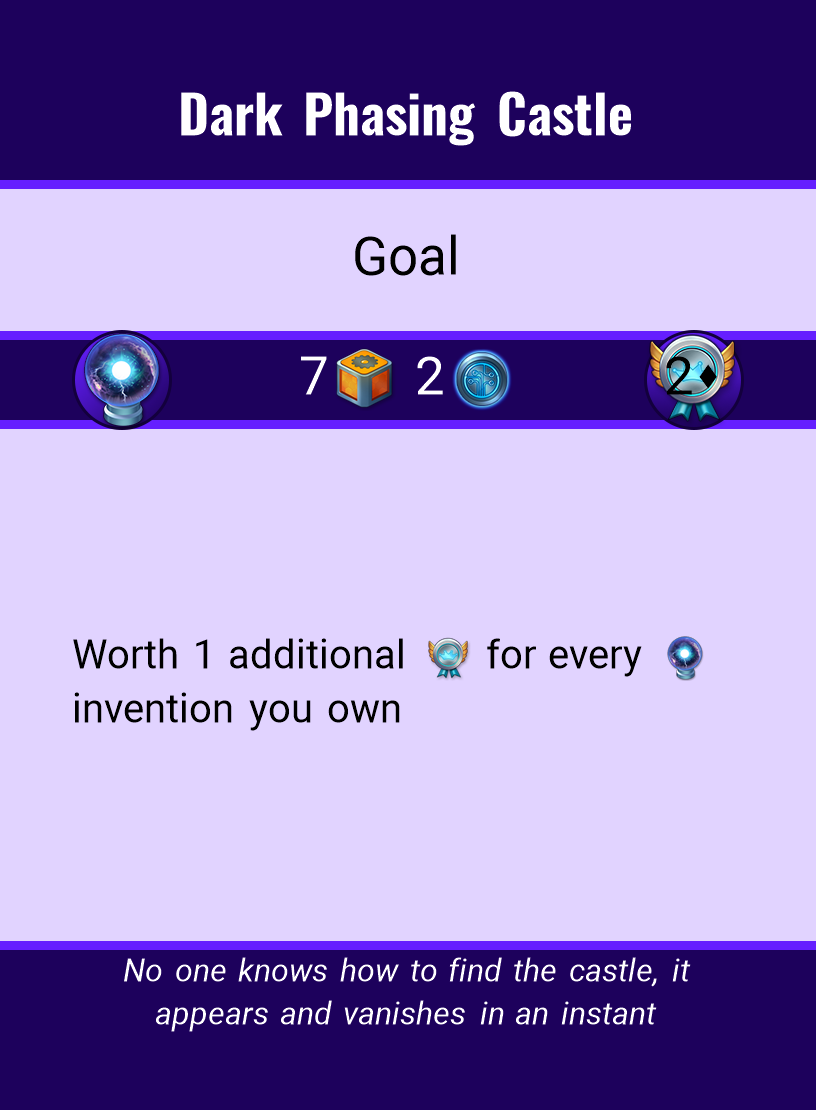 Dark Phasing Castle
Goal
7 2 2♦
Worth 1 additional for every
invention you own
No one knows how to find the castle, it
appears and vanishes in an instant